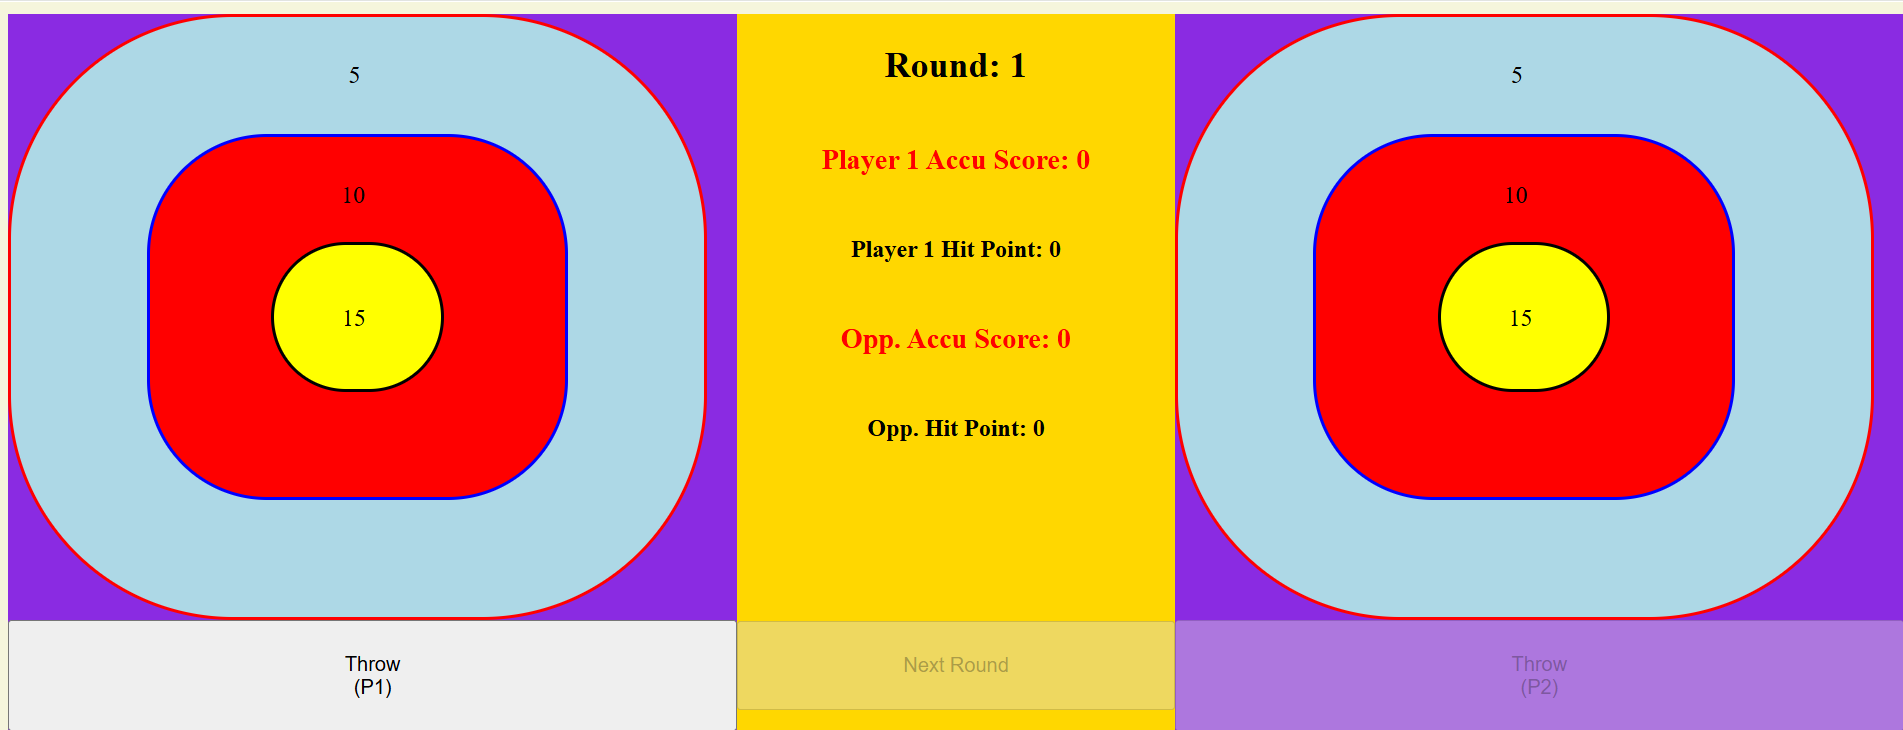 5
10
15
Throw
(P1)
Round: 1
Player 1 Accu Score: 0
Player 1 Hit Point: 0
Opp. Accu Score: 0
Opp. Hit Point: 0
Next Round
5
10
15
Throw
(P2)